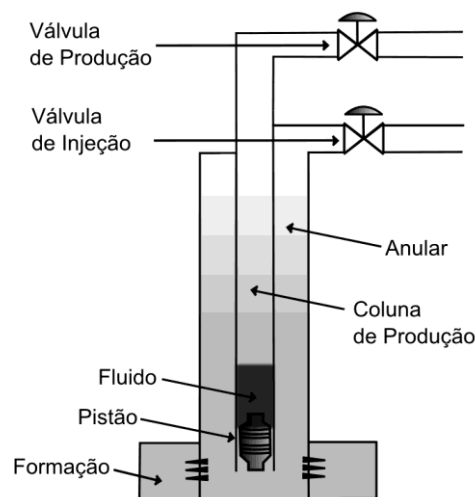 Válvula
de Produção
Válvula
de Injeção
Anular
Coluna
de Produção
Fluido
Pistão
Formação